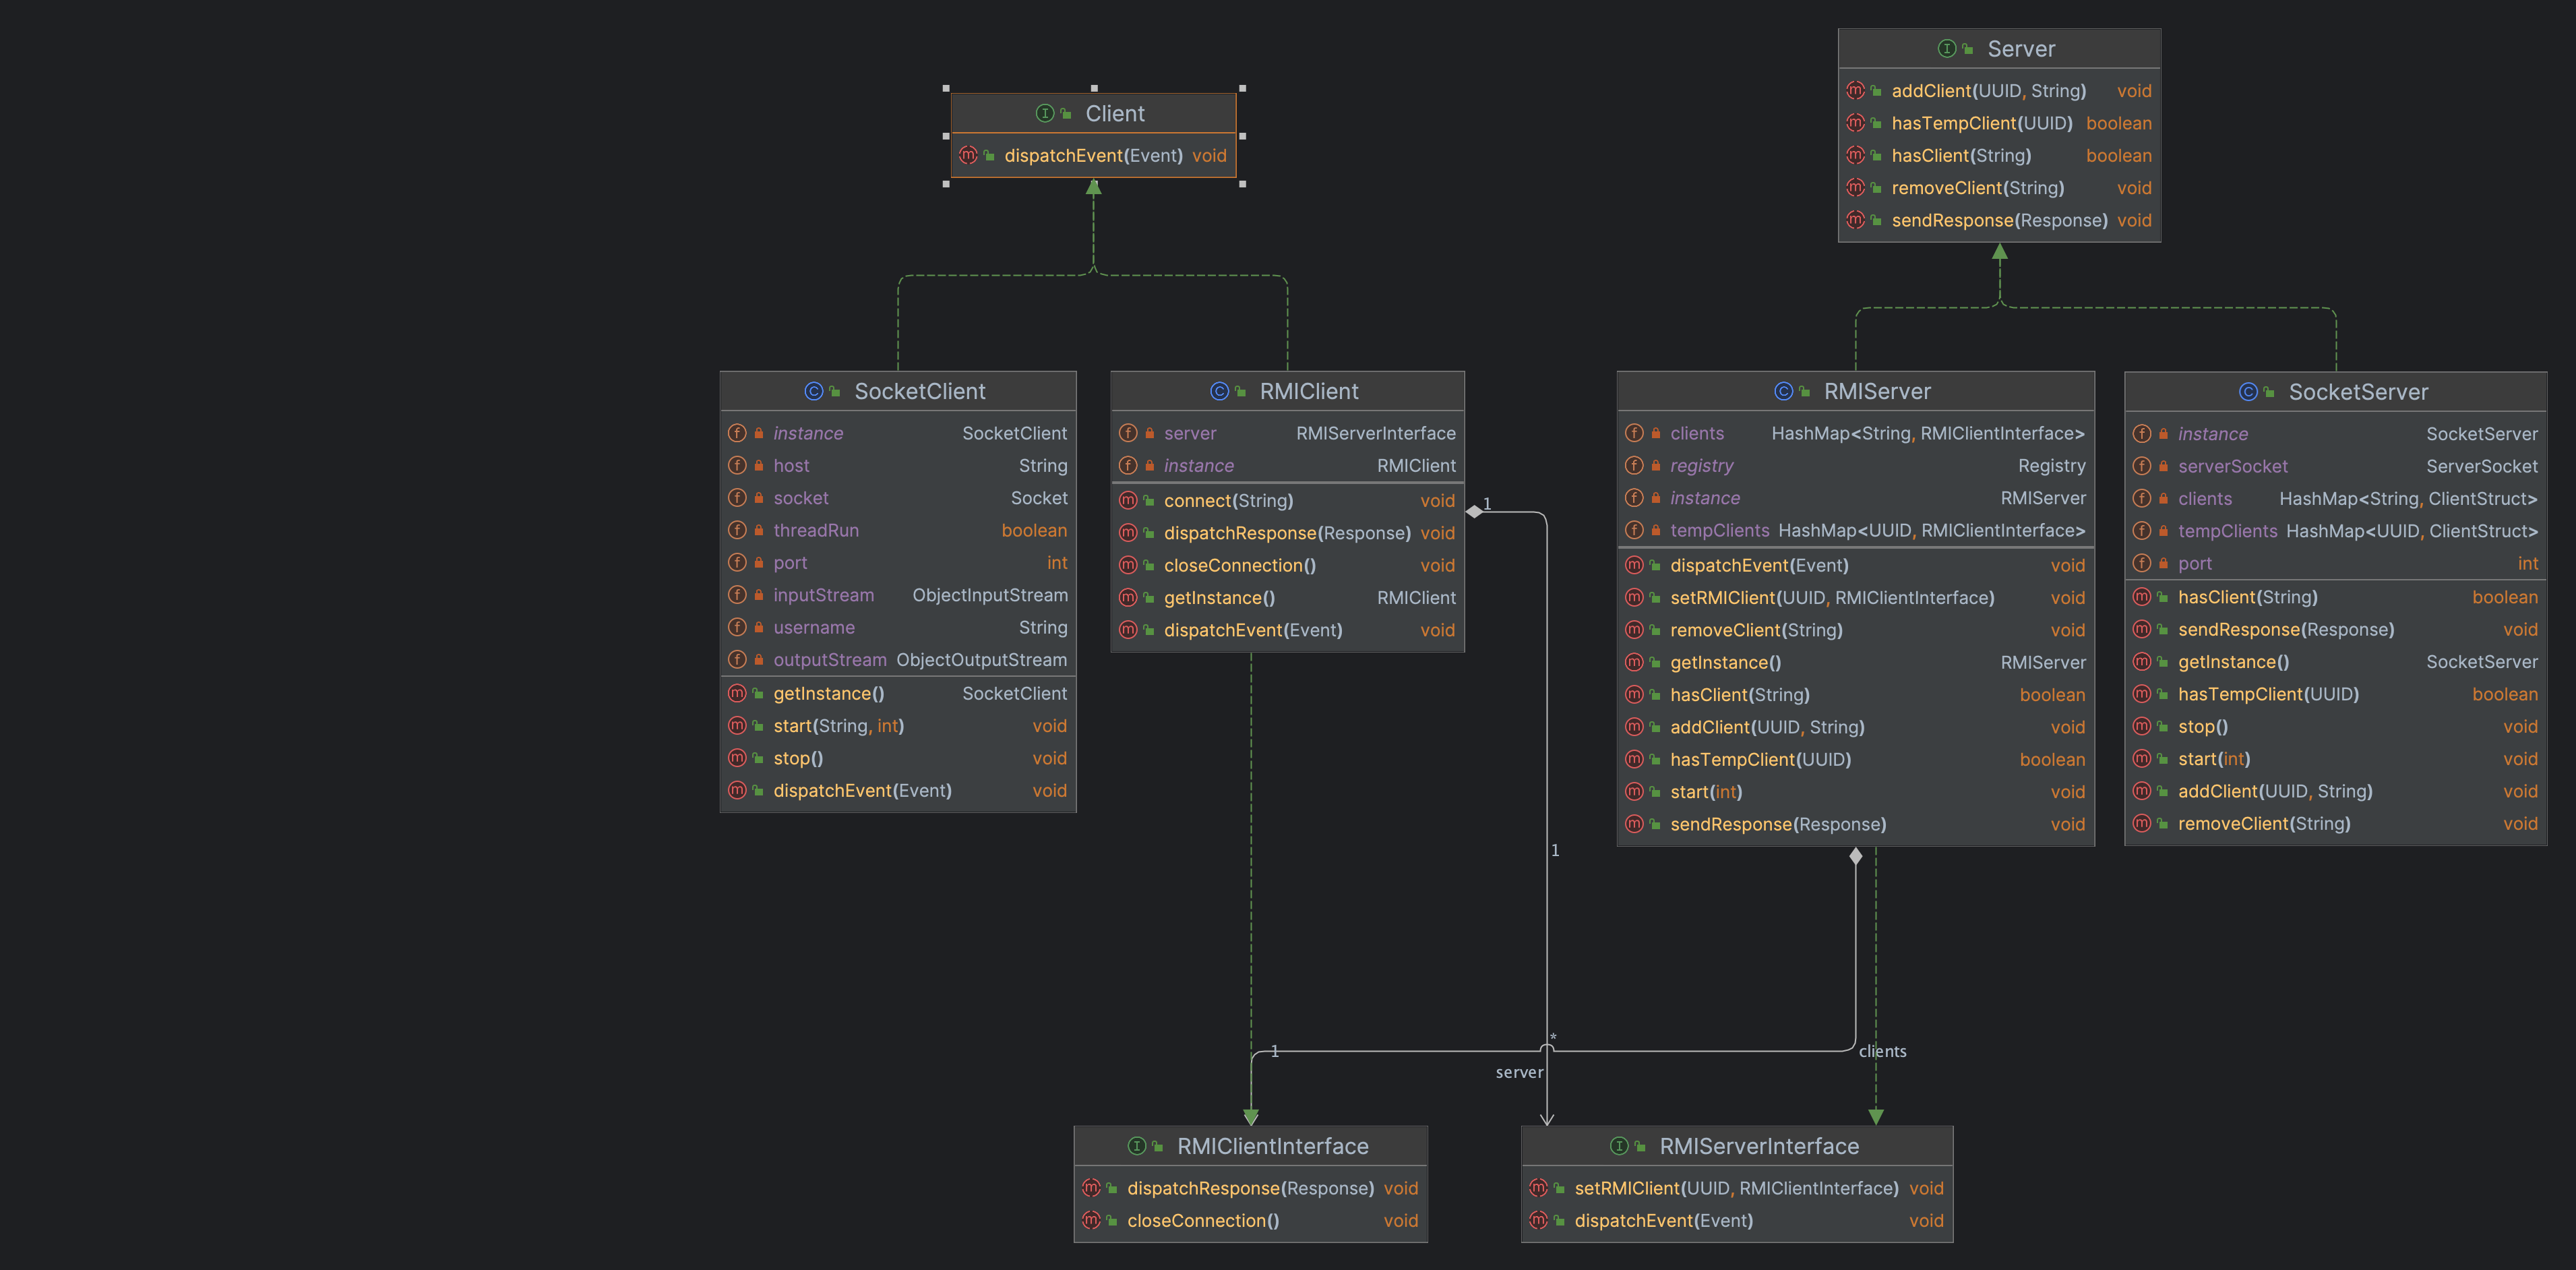 Client
dispatchEvent(Event) void
Server
addClient(UUID, String) void
hasTempClient(UUID) boolean
hasClient(String) boolean
removeClient(String) void
sendResponse(Response) void
SocketClient
instance SocketClient
host String
socket Socket
threadRun boolean
port int
inputStream ObjectInputStream
username String
outputStream ObjectOutputStream
getInstance() SocketClient
start(String, int) void
stop() void
dispatchEvent(Event) void
RMIClient
server RMIServerInterface
instance RMIClient
connect(String) void
dispatchResponse(Response) void
closeConnection() void
getInstance() RMIClient
dispatchEvent(Event) void
1
RMIServer
clients HashMap<String, RMIClientInterface>
registry Registry
instance RMIServer
tempClients HashMap<UUID, RMIClientInterface>
dispatchEvent(Event) void
setRMIClient(UUID, RMIClientInterface) void
removeClient(String) void
getInstance() RMIServer
hasClient(String) boolean
addClient(UUID, String) void
hasTempClient(UUID) boolean
start(int) void
sendResponse(Response) void
SocketServer
instance SocketServer
serverSocket ServerSocket
clients HashMap<String, ClientStruct>
tempClients HashMap<UUID, ClientStruct>
port int
hasClient(String) boolean
sendResponse(Response) void
getInstance() SocketServer
hasTempClient(UUID) boolean
stop() void
start(int) void
addClient(UUID, String) void
removeClient(String) void
1
*
1
clients
server
RMIClientInterface
dispatchResponse(Response) void
closeConnection() void
RMIServerInterface
setRMIClient(UUID, RMIClientInterface) void
dispatchEvent(Event) void